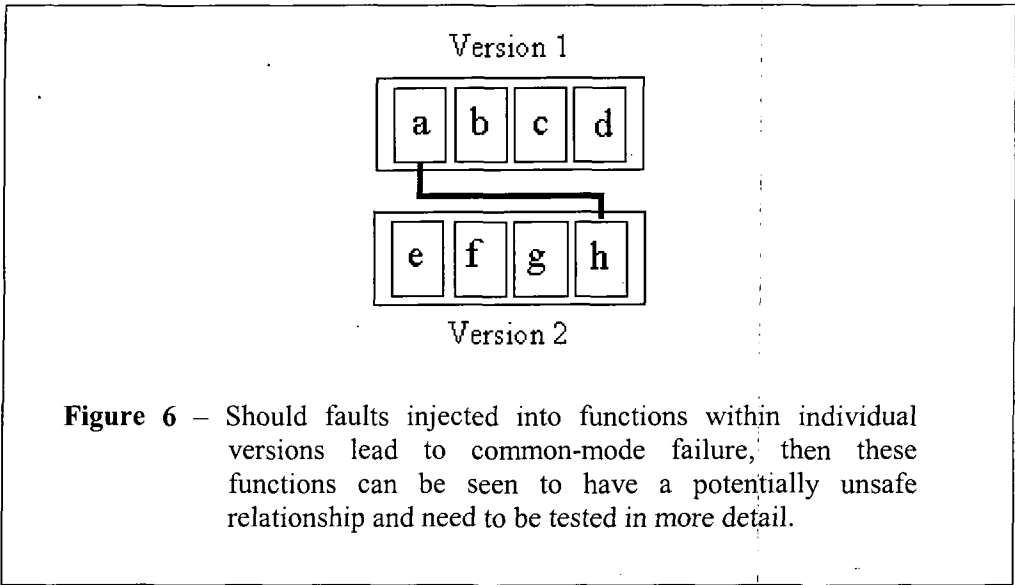 Version 1
a b c d
e f g h
Version 2
Figure 6 – Should faults injected into functions within individual
versions lead to common-mode failure, then these
functions can be seen to have a potentially unsafe
relationship and need to be tested in more detail.